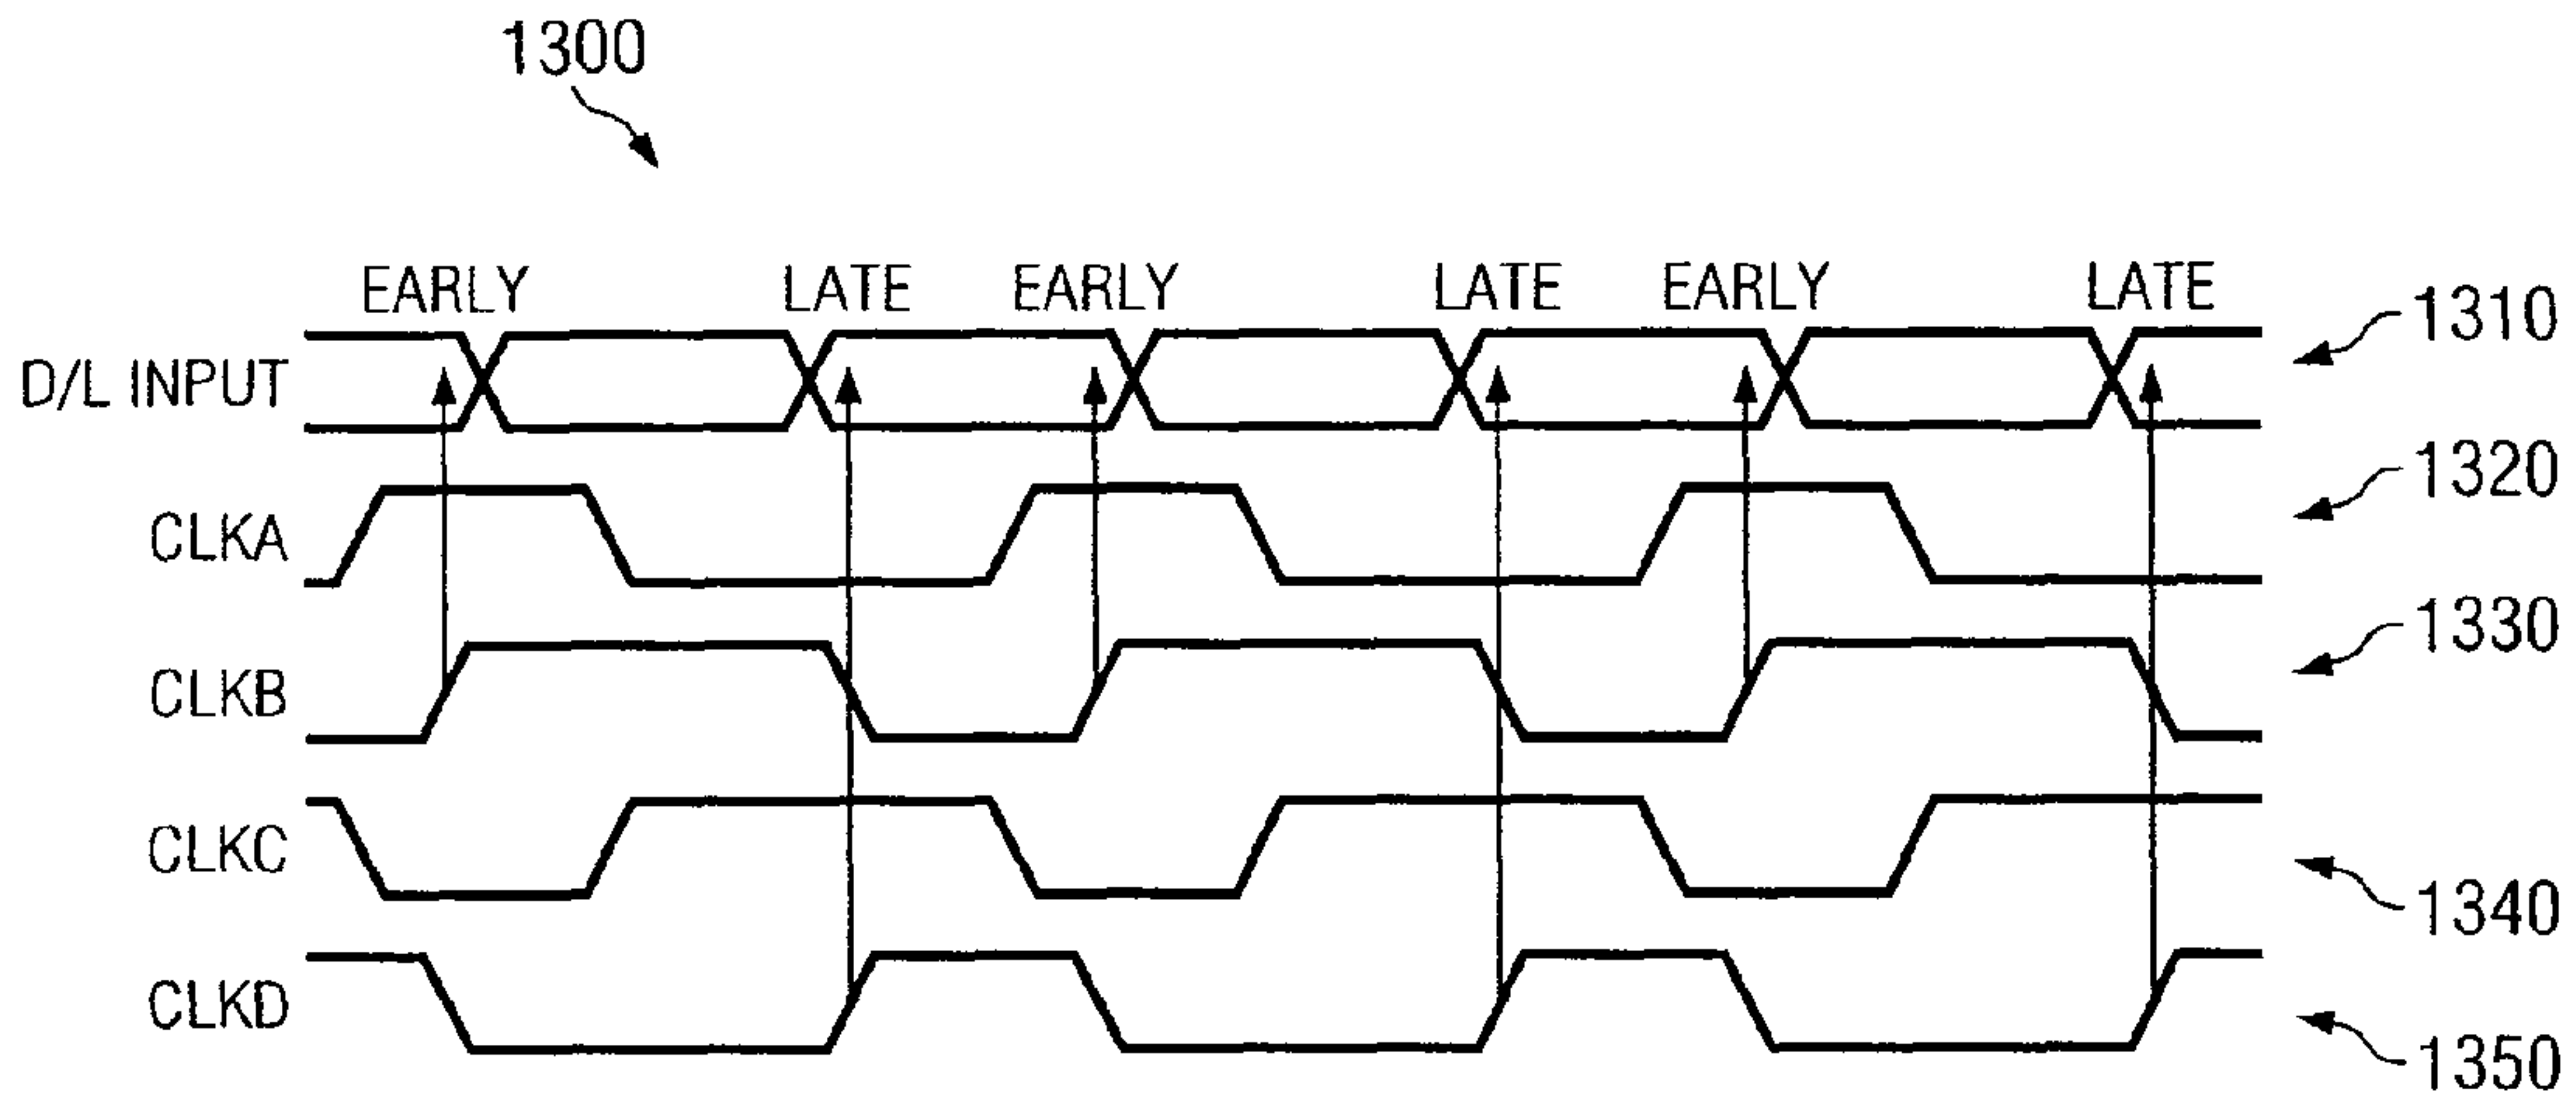 1300
EARLY LATE EARLY LATE EARLY LATE
D/L INPUT 1310
CLKA 1320
CLKB 1330
CLKC 1340
CLKD 1350